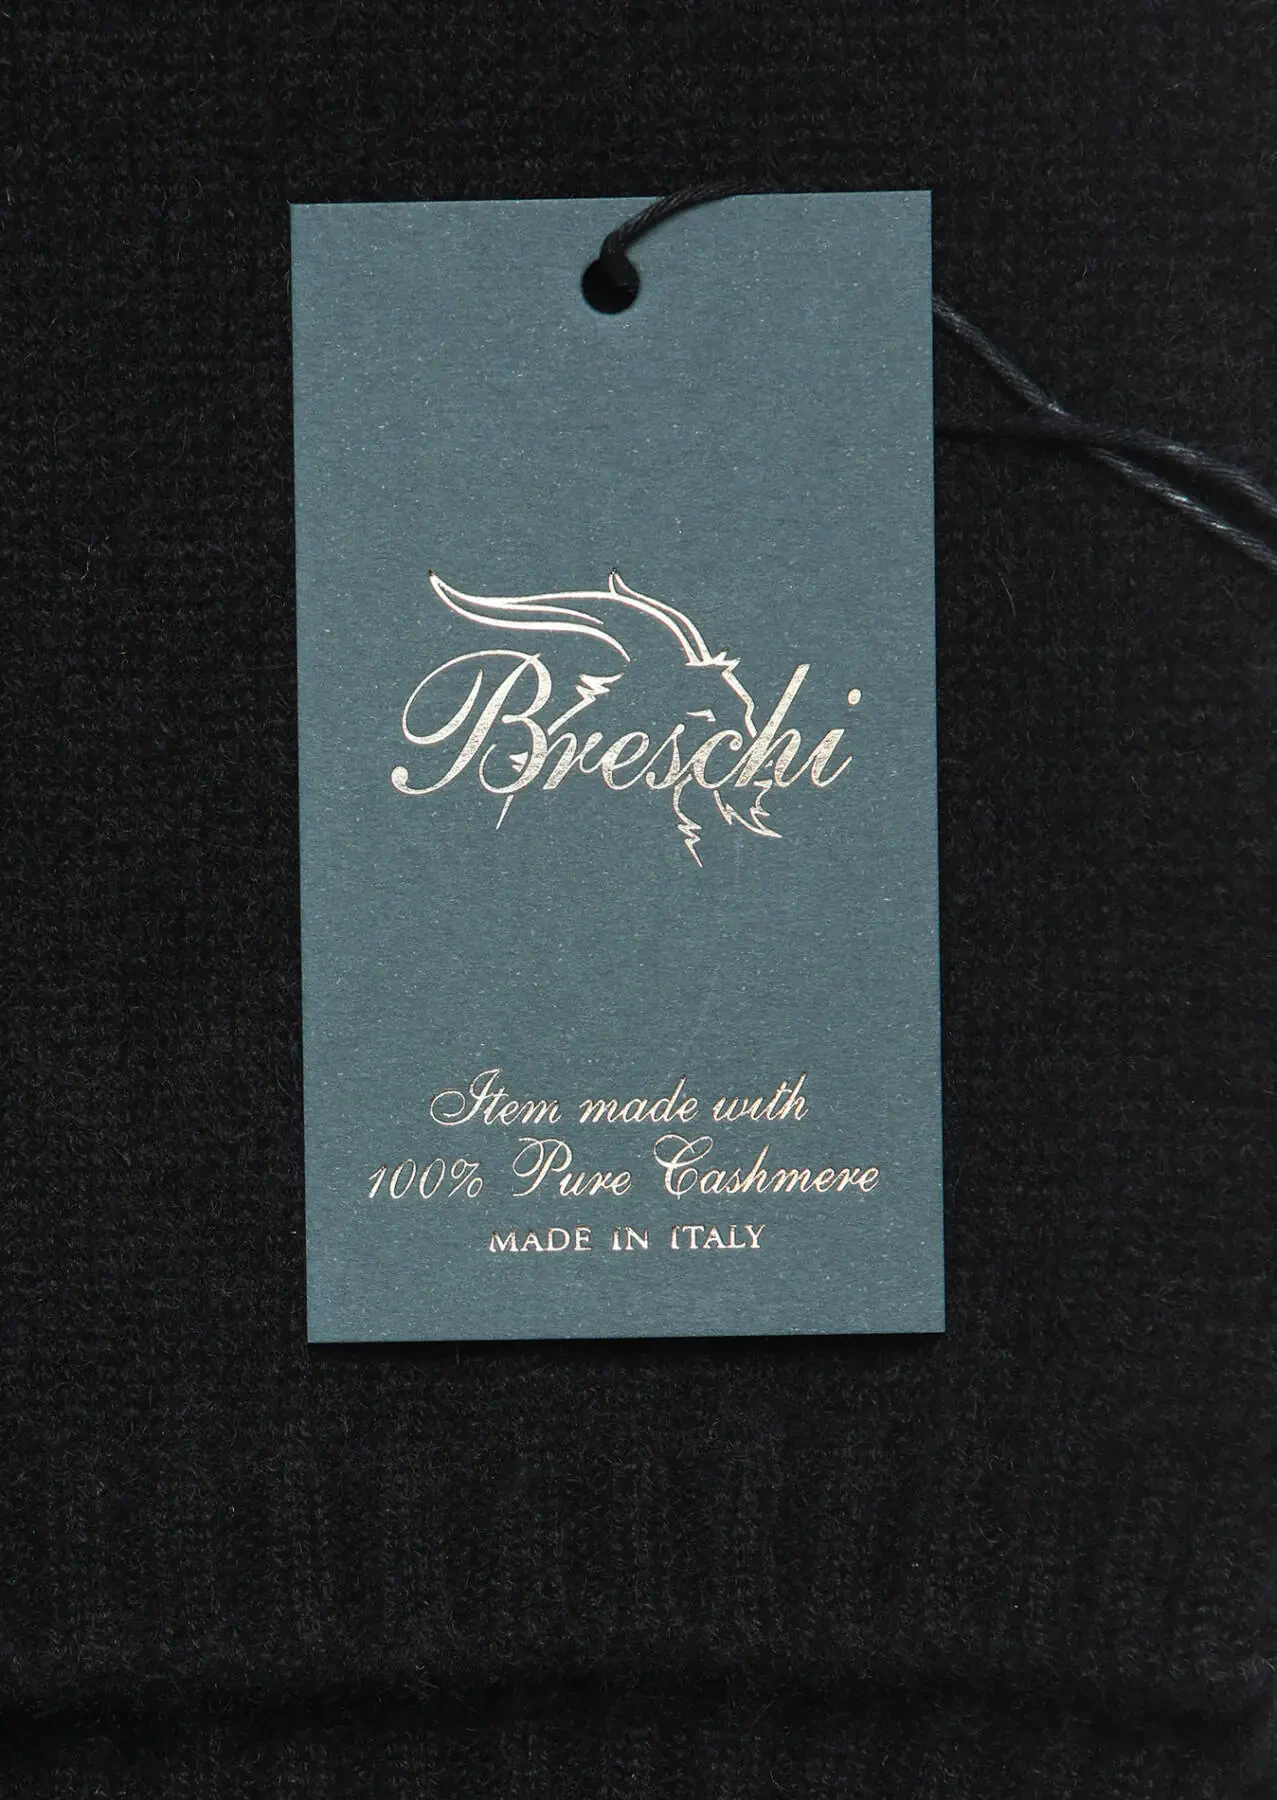 Breschi
Item made with
100% Pure Cashmere
MADE IN ITALY